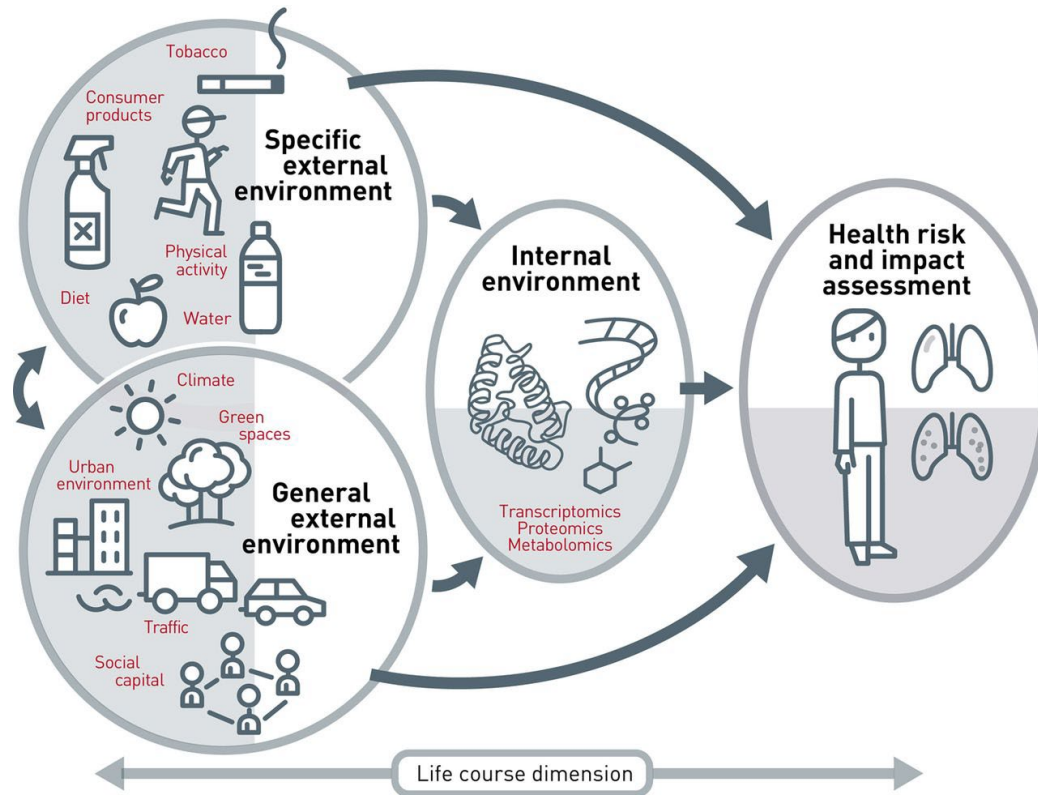 Tobacco
Consumer
products
Specific
external
environment
Physical
activity
Diet
Water
Climate
Green
spaces
Urban
environment
General
external
environment
Traffic
Social
capital
Internal
environment
Transcriptomics
Proteomics
Metabolomics
Health risk
and impact
assessment
Life course dimension